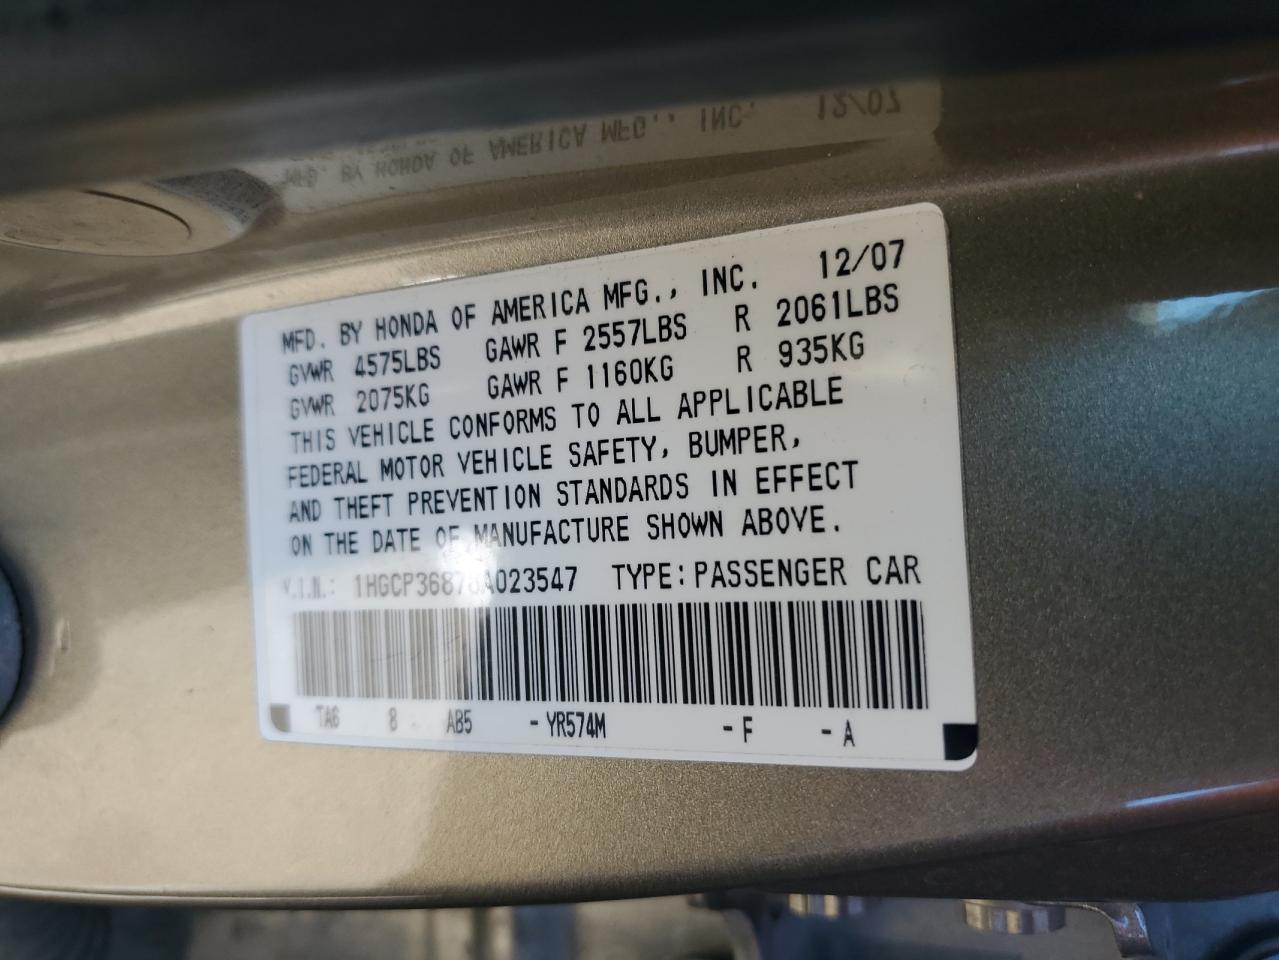 MFD. BY HONDA OF AMERICA MFG., INC. 12/07
GVWR 4575LBS GAWR F 2557LBS R 2061LBS
GVWR 2075KG GAWR F 1160KG R 935KG
THIS VEHICLE CONFORMS TO ALL APPLICABLE
FEDERAL MOTOR VEHICLE SAFETY, BUMPER,
AND THEFT PREVENTION STANDARDS IN EFFECT
ON THE DATE OF MANUFACTURE SHOWN ABOVE.
V.I.N.: 1HGCP36878A023547 TYPE:PASSENGER CAR
TA6 8 AB5 -YR574M -F -A